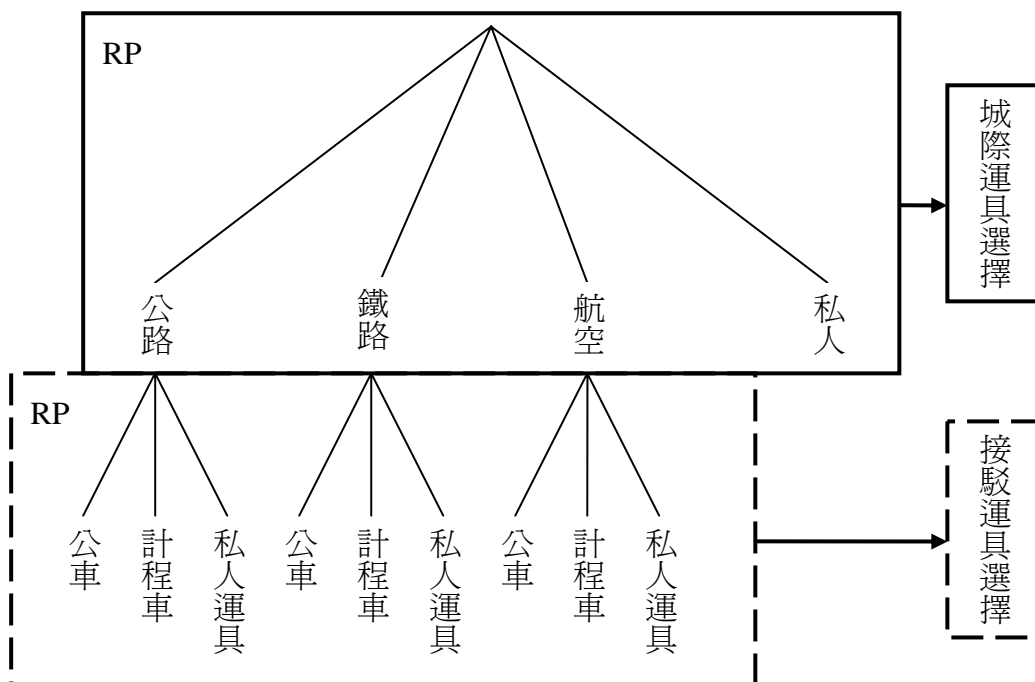 RP
城際運具選擇
公路
鐵路
航空
私人
RP
接駁運具選擇
公車
計程車
私人運具
公車
計程車
私人運具
公車
計程車
私人運具